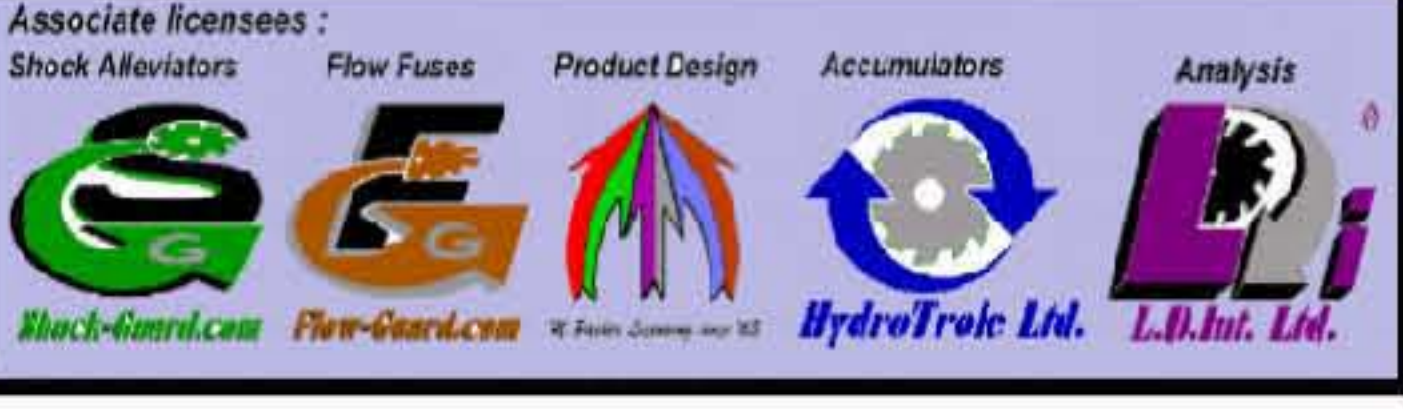 Associate licensees :
Shock Alleviators
Flow Fuses
Product Design
Accumulators
Analysis
G
G
LDi
Shock-Guard.com
Flow-Guard.com
HydroTrole Ltd.
L.D.Int. Ltd.